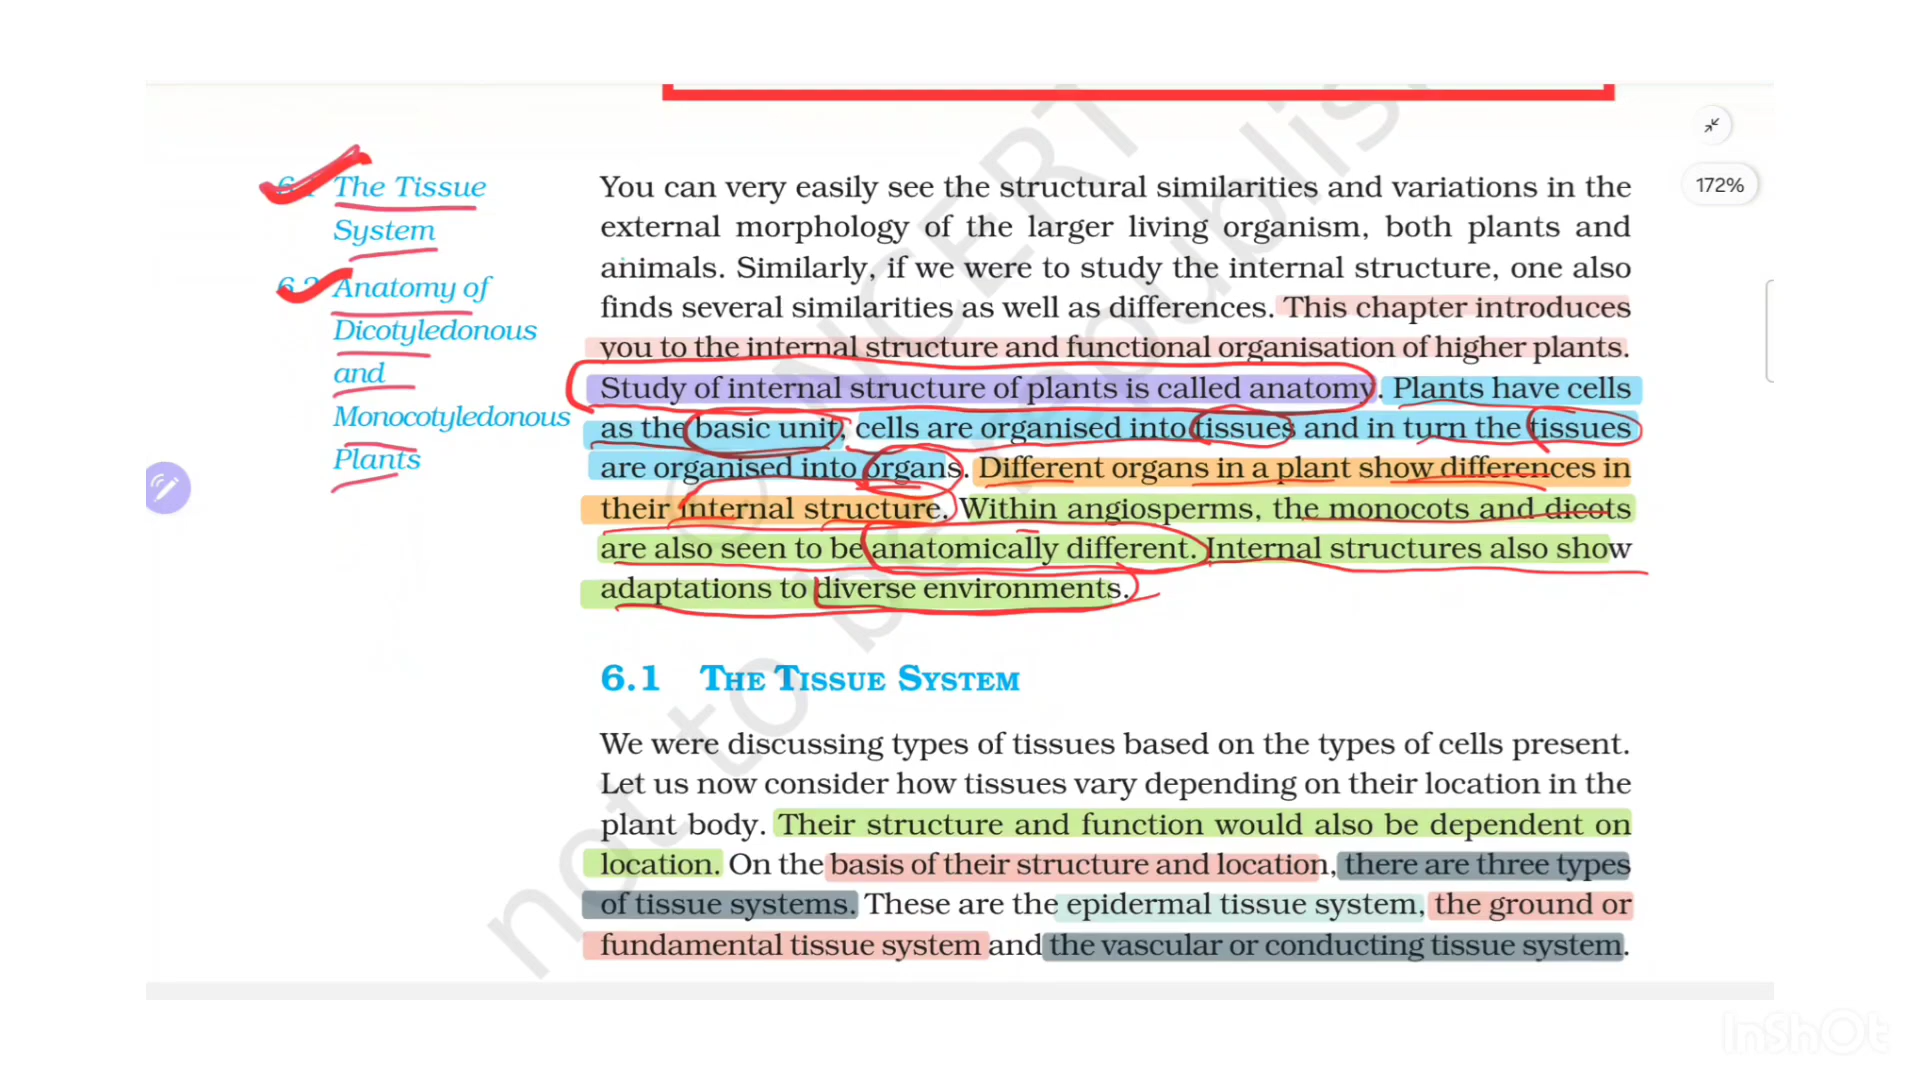 172%
6.1 The Tissue
System
6.2 Anatomy of
Dicotyledonous
and
Monocotyledonous
Plants
You can very easily see the structural similarities and variations in the
external morphology of the larger living organism, both plants and
animals. Similarly, if we were to study the internal structure, one also
finds several similarities as well as differences. This chapter introduces
you to the internal structure and functional organisation of higher plants.
Study of internal structure of plants is called anatomy. Plants have cells
as the basic unit, cells are organised into tissues and in turn the tissues
are organised into organs. Different organs in a plant show differences in
their internal structure. Within angiosperms, the monocots and dicots
are also seen to be anatomically different. Internal structures also show
adaptations to diverse environments.
6.1 The Tissue System
We were discussing types of tissues based on the types of cells present.
Let us now consider how tissues vary depending on their location in the
plant body. Their structure and function would also be dependent on
location. On the basis of their structure and location, there are three types
of tissue systems. These are the epidermal tissue system, the ground or
fundamental tissue system and the vascular or conducting tissue system.
© NCERT
not to be republis
InShOt